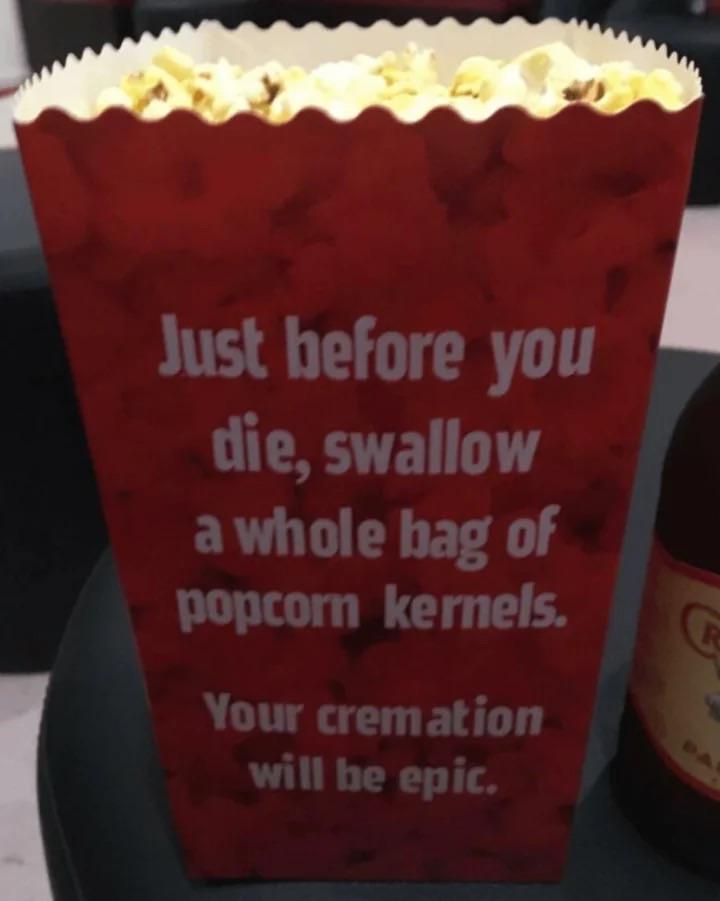 Just before you
die, swallow
a whole bag of
popcorn kernels.
Your cremation
will be epic.